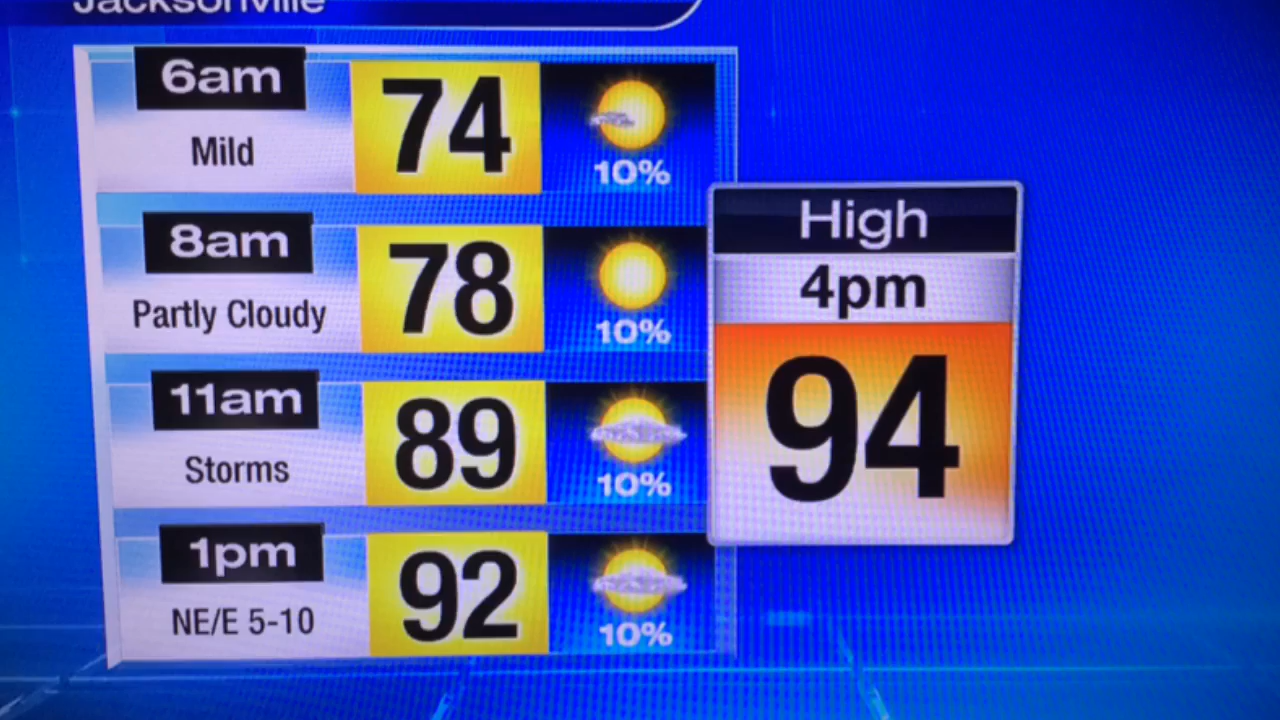 Jacksonville
6am
Mild
74
10%
8am
Partly Cloudy
78
10%
11am
Storms
89
10%
1pm
NE/E 5-10
92
10%
High
4pm
94